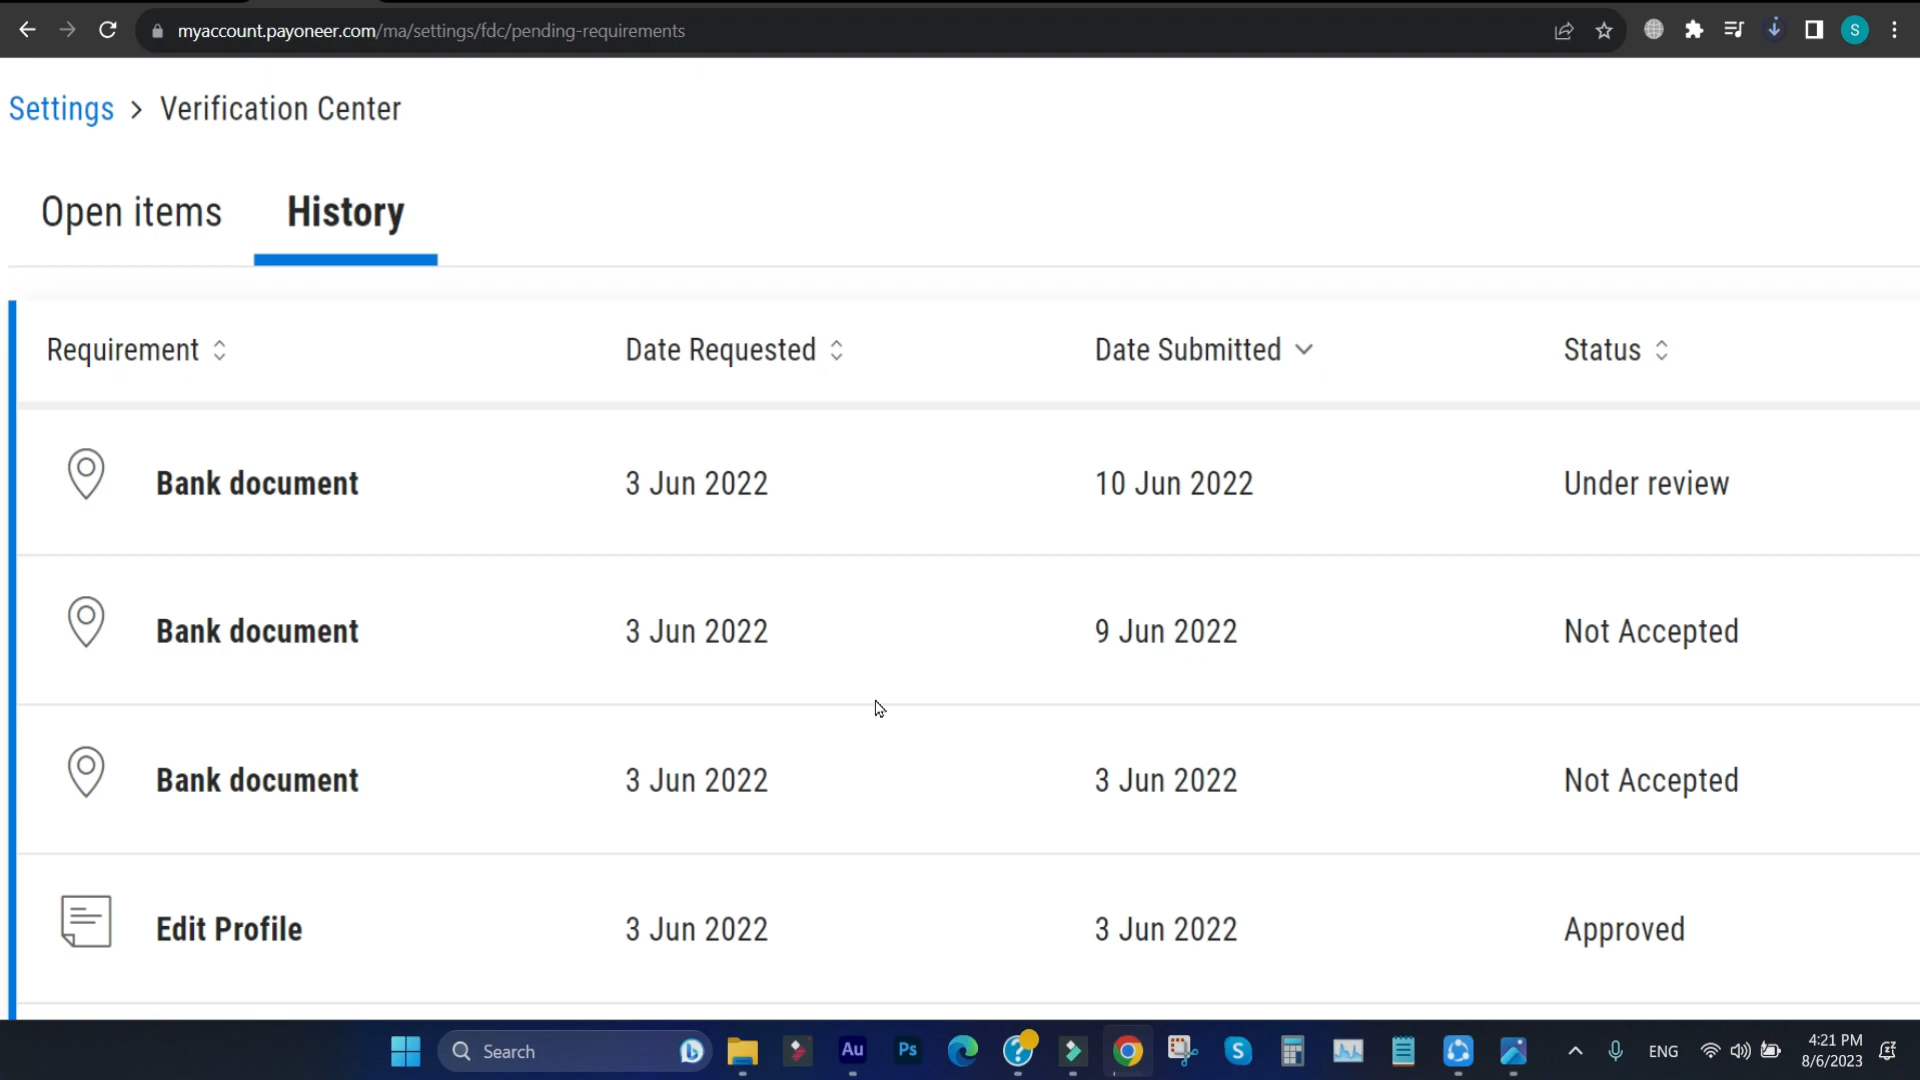 myaccount.payoneer.com/ma/settings/fdc/pending-requirements
S
Settings > Verification Center
Open items History
Requirement Date Requested Date Submitted Status
Bank document 3 Jun 2022 10 Jun 2022 Under review
Bank document 3 Jun 2022 9 Jun 2022 Not Accepted
Bank document 3 Jun 2022 3 Jun 2022 Not Accepted
Edit Profile 3 Jun 2022 3 Jun 2022 Approved
Search
Au
Ps
S
ENG
4:21 PM
8/6/2023